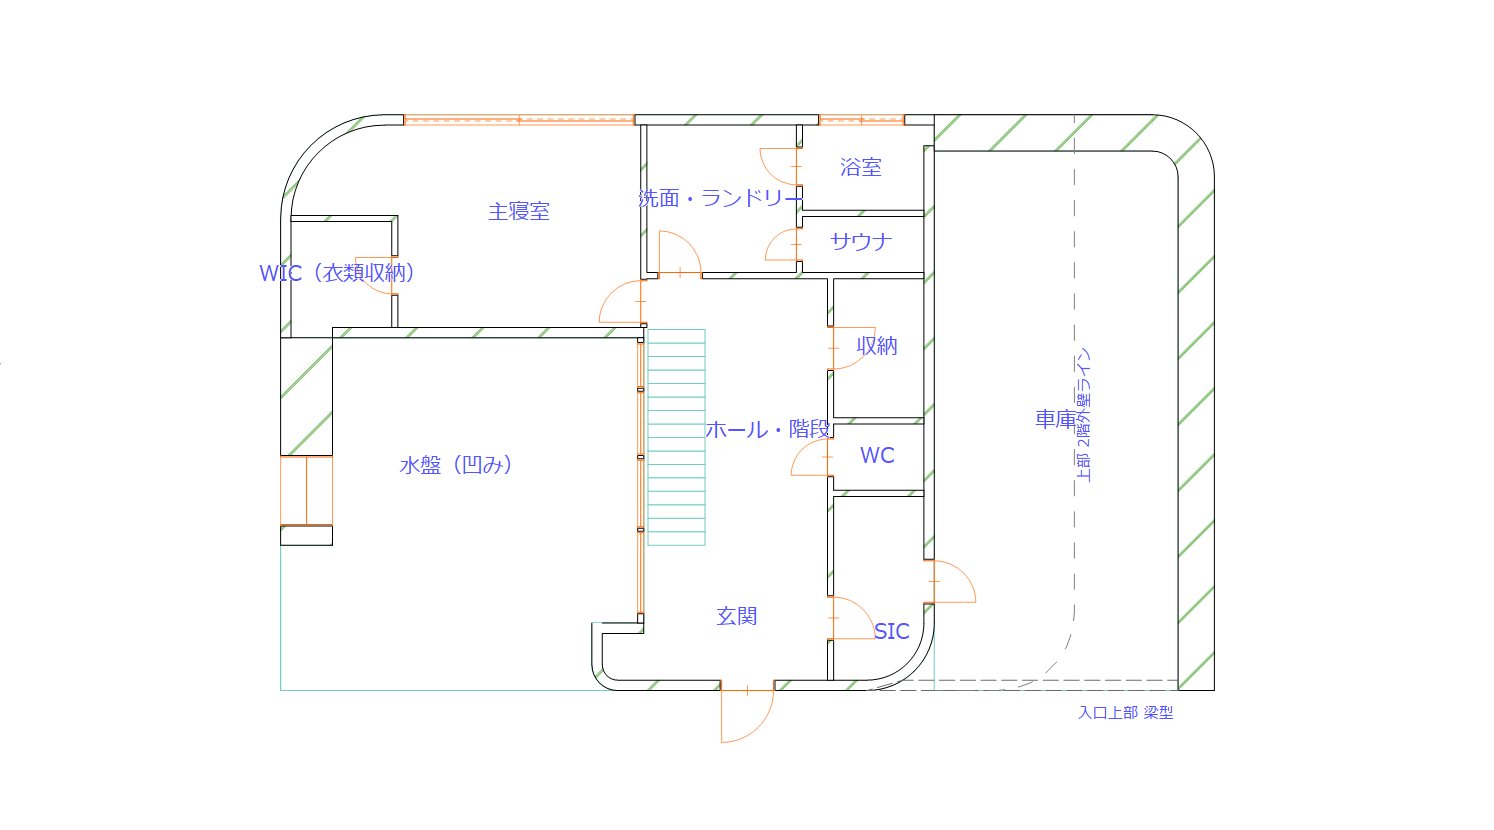 浴室
洗面・ランドリー
主寝室
サウナ
WIC（衣類収納）
収納
車庫
上部 2階外壁ライン
ホール・階段
WC
水盤（凹み）
玄関
SIC
入口上部 梁型